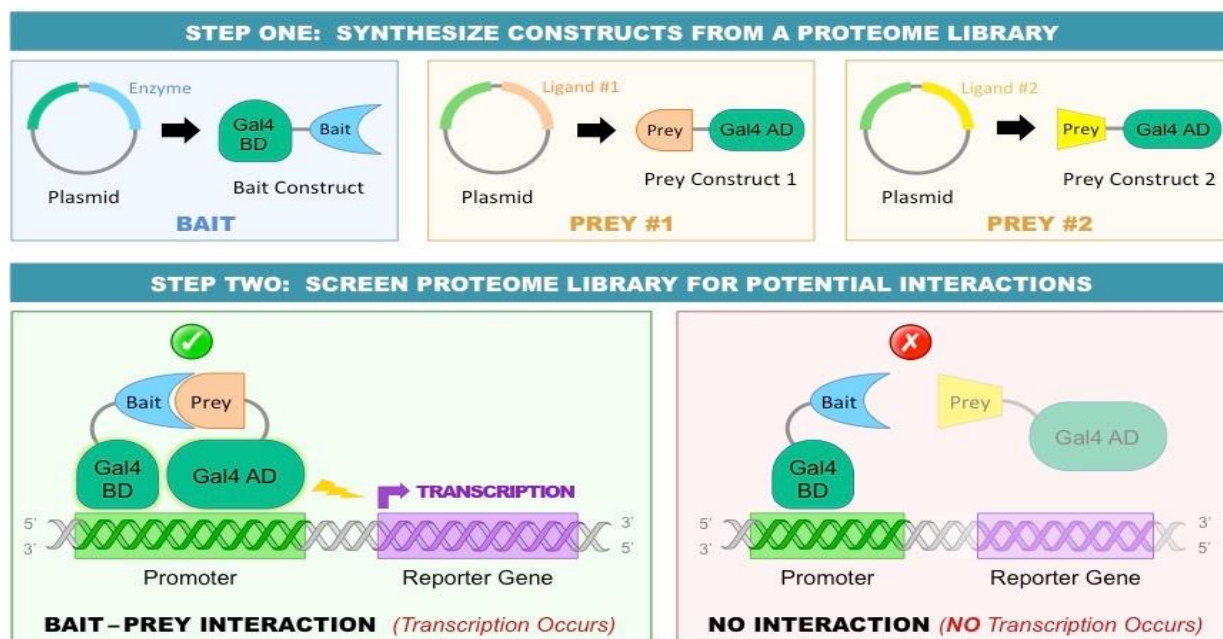 STEP ONE: SYNTHESIZE CONSTRUCTS FROM A PROTEOME LIBRARY
Enzyme
Gal4
BD
Bait
Plasmid
Bait Construct
BAIT
Ligand #1
Prey
Gal4 AD
Plasmid
Prey Construct 1
PREY #1
Ligand #2
Prey
Gal4 AD
Plasmid
Prey Construct 2
PREY #2
STEP TWO: SCREEN PROTEOME LIBRARY FOR POTENTIAL INTERACTIONS
Bait
Prey
Gal4
BD
Gal4 AD
TRANSCRIPTION
5'
3'
3'
5'
Promoter
Reporter Gene
BAIT – PREY INTERACTION (Transcription Occurs)
Bait
Prey
Gal4
BD
Gal4 AD
5'
3'
3'
5'
Promoter
Reporter Gene
NO INTERACTION (NO Transcription Occurs)